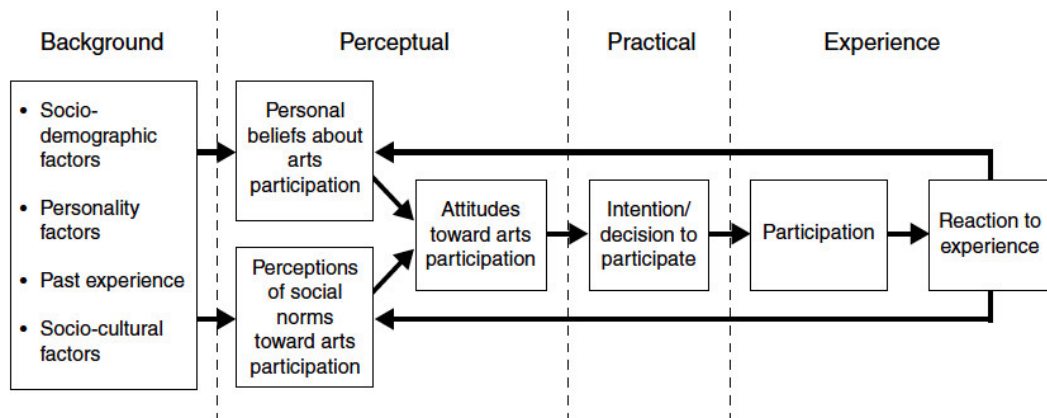 Background
Perceptual
Practical
Experience
• Socio-
demographic
factors
• Personality
factors
• Past experience
• Socio-cultural
factors
Personal
beliefs about
arts
participation
Perceptions
of social
norms
toward arts
participation
Attitudes
toward arts
participation
Intention/
decision to
participate
Participation
Reaction to
experience